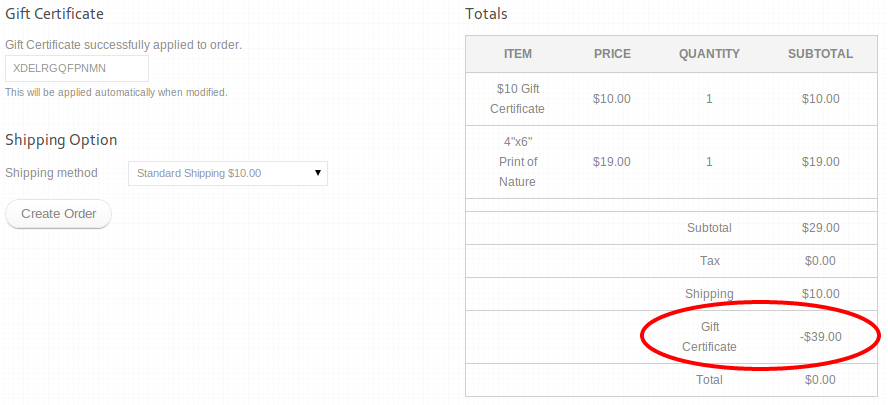 Gift Certificate
Gift Certificate successfully applied to order.
XDELRGQFPNMN
This will be applied automatically when modified.
Shipping Option
Shipping method Standard Shipping $10.00
Create Order
Totals
ITEM PRICE QUANTITY SUBTOTAL
$10 Gift
Certificate $10.00 1 $10.00
4"x6"
Print of $19.00 1 $19.00
Nature
Subtotal $29.00
Tax $0.00
Shipping $10.00
Gift
Certificate -$39.00
Total $0.00